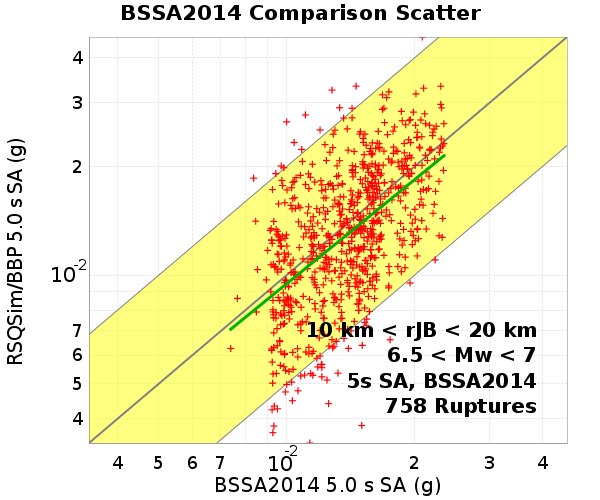 BSSA2014 Comparison Scatter
RSQSim/BBP 5.0 s SA (g)
4
3
2
10-2
7
6
5
4
10 km < rJB < 20 km
6.5 < Mw < 7
5s SA, BSSA2014
758 Ruptures
4 5 6 7 10-2 2 3 4
BSSA2014 5.0 s SA (g)